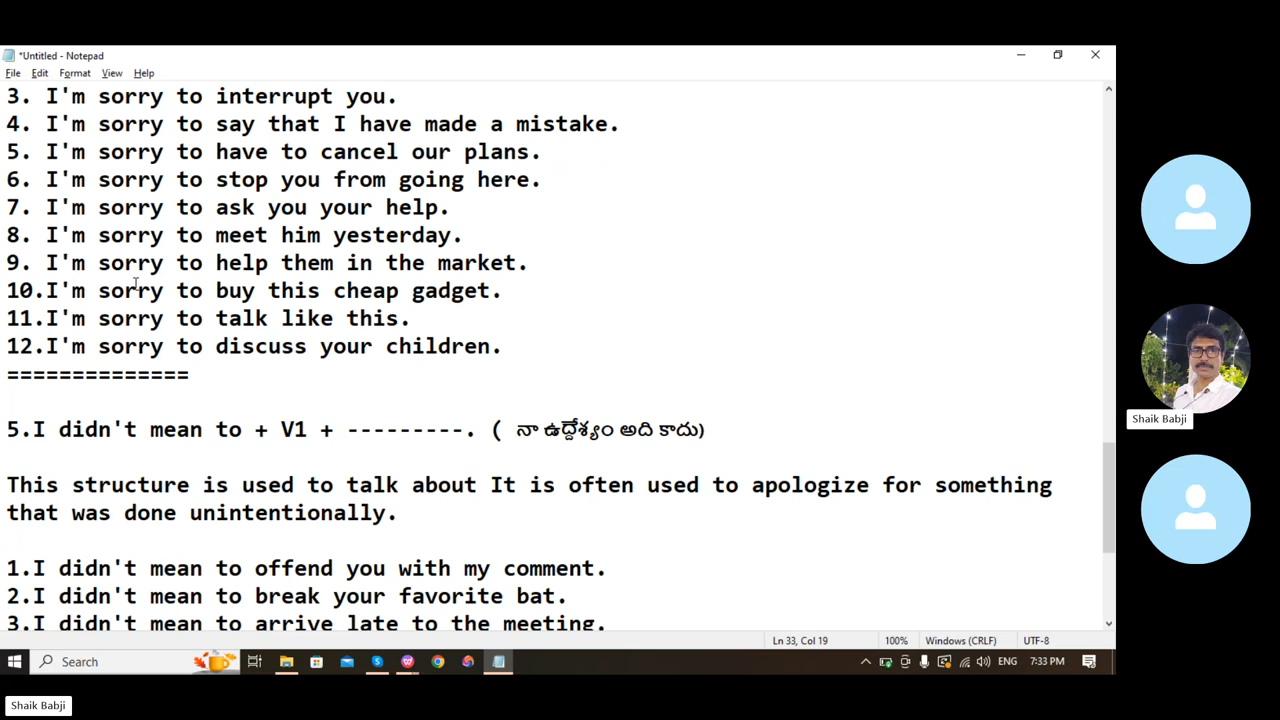 *Untitled - Notepad
File Edit Format View Help
3. I'm sorry to interrupt you.
4. I'm sorry to say that I have made a mistake.
5. I'm sorry to have to cancel our plans.
6. I'm sorry to stop you from going here.
7. I'm sorry to ask you your help.
8. I'm sorry to meet him yesterday.
9. I'm sorry to help them in the market.
10.I'm sorry to buy this cheap gadget.
11.I'm sorry to talk like this.
12.I'm sorry to discuss your children.
==============
5.I didn't mean to + V1 + ---------. ( నా ఉద్దేశ్యం అది కాదు)
This structure is used to talk about It is often used to apologize for something
that was done unintentionally.
1.I didn't mean to offend you with my comment.
2.I didn't mean to break your favorite bat.
3.I didn't mean to arrive late to the meeting.
Ln 33, Col 19 100% Windows (CRLF) UTF-8
Search
ENG 7:33 PM
Shaik Babji
Shaik Babji